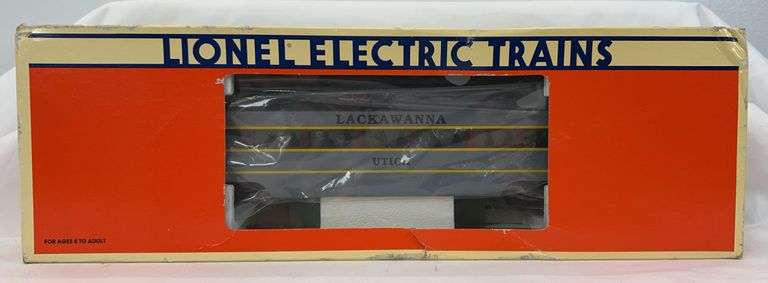 LIONEL® ELECTRIC TRAINS
LACKAWANNA
UTICA
FOR AGES 8 TO ADULT